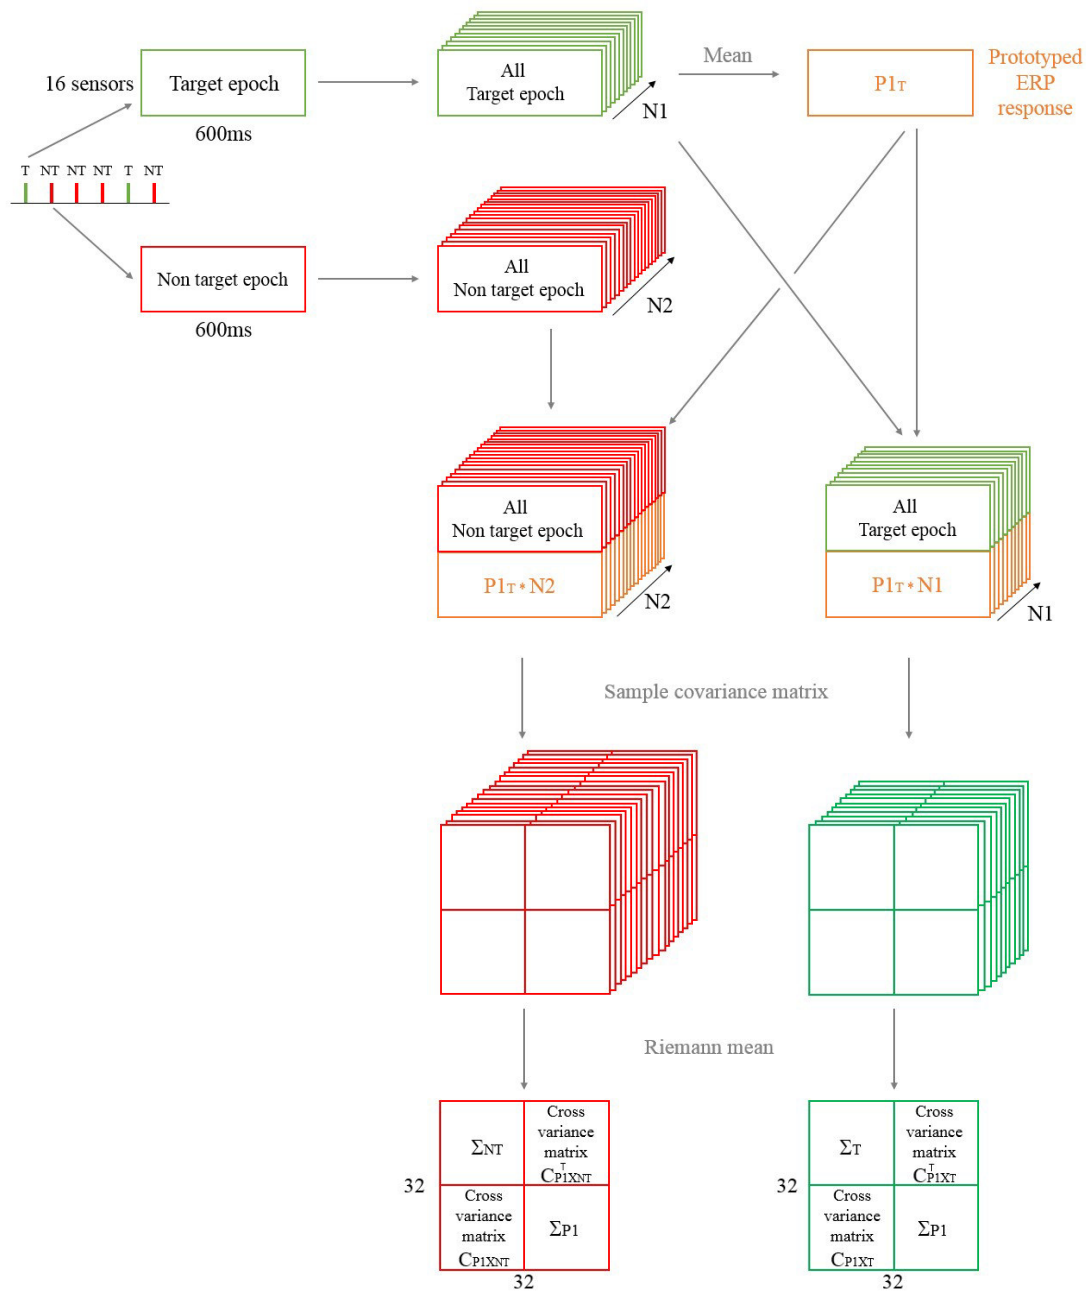 16 sensors
Target epoch
600ms
All
Target epoch
N1
Mean
P1T
Prototyped
ERP
response
T NT NT NT T NT
Non target epoch
600ms
All
Non target epoch
N2
All
Non target epoch
P1T * N2
N2
All
Target epoch
P1T * N1
N1
Sample covariance matrix
Riemann mean
ΣNT
Cross
variance
matrix
CᵀP1XNT
Cross
variance
matrix
CP1XNT
ΣP1
32
32
ΣT
Cross
variance
matrix
CᵀP1XT
Cross
variance
matrix
CP1XT
ΣP1
32
32